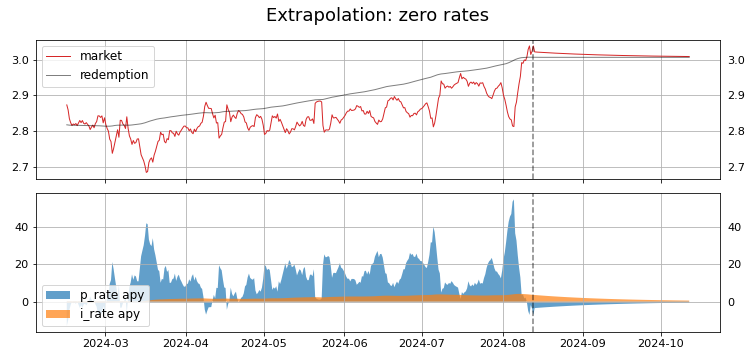 Extrapolation: zero rates
market
redemption
3.0 3.0
2.9 2.9
2.8 2.8
2.7 2.7
40 40
20 20
0 0
p_rate apy
i_rate apy
2024-03 2024-04 2024-05 2024-06 2024-07 2024-08 2024-09 2024-10